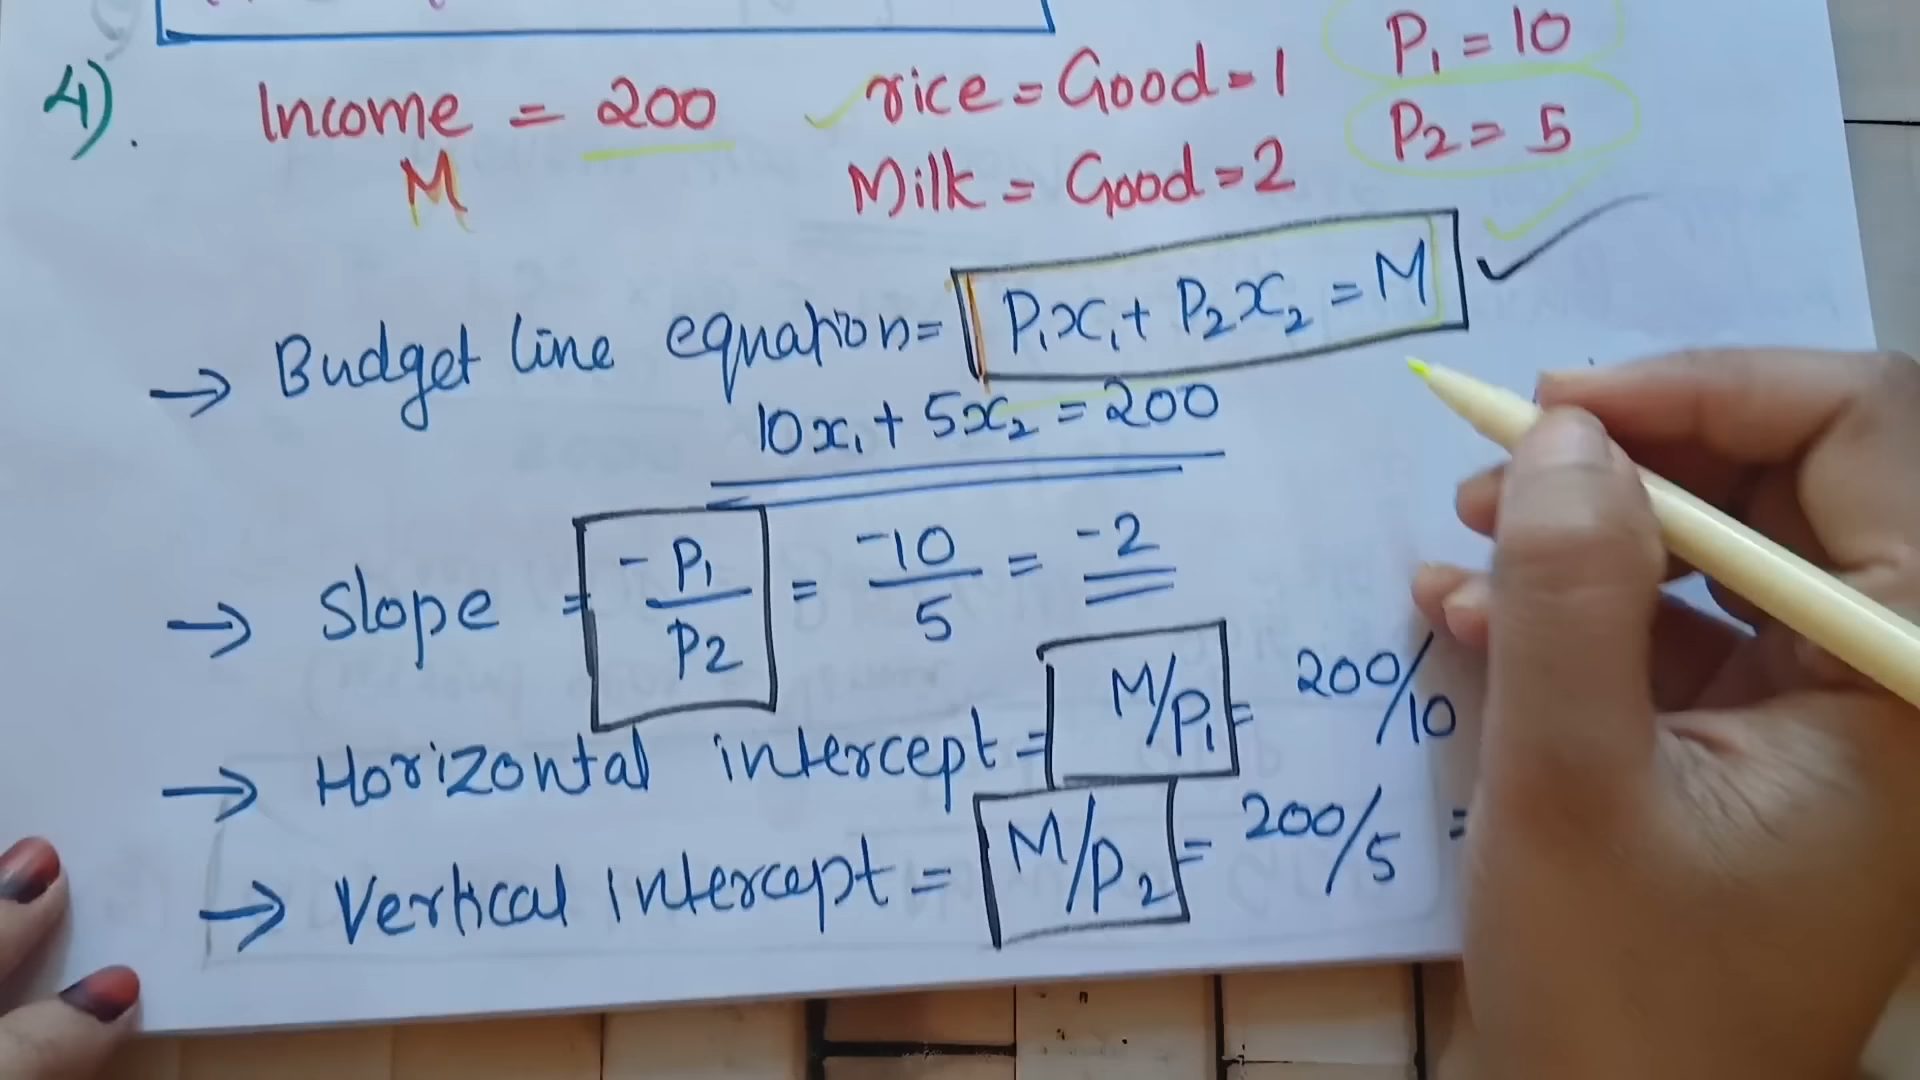 4). Income = 200 rice = Good = 1 P1 = 10
M Milk = Good = 2 P2 = 5
→ Budget line equation = P1x1 + P2x2 = M
10x1 + 5x2 = 200
→ Slope = -P1/P2 = -10/5 = -2
→ Horizontal intercept = M/P1 = 200/10
→ Vertical intercept = M/P2 = 200/5 =